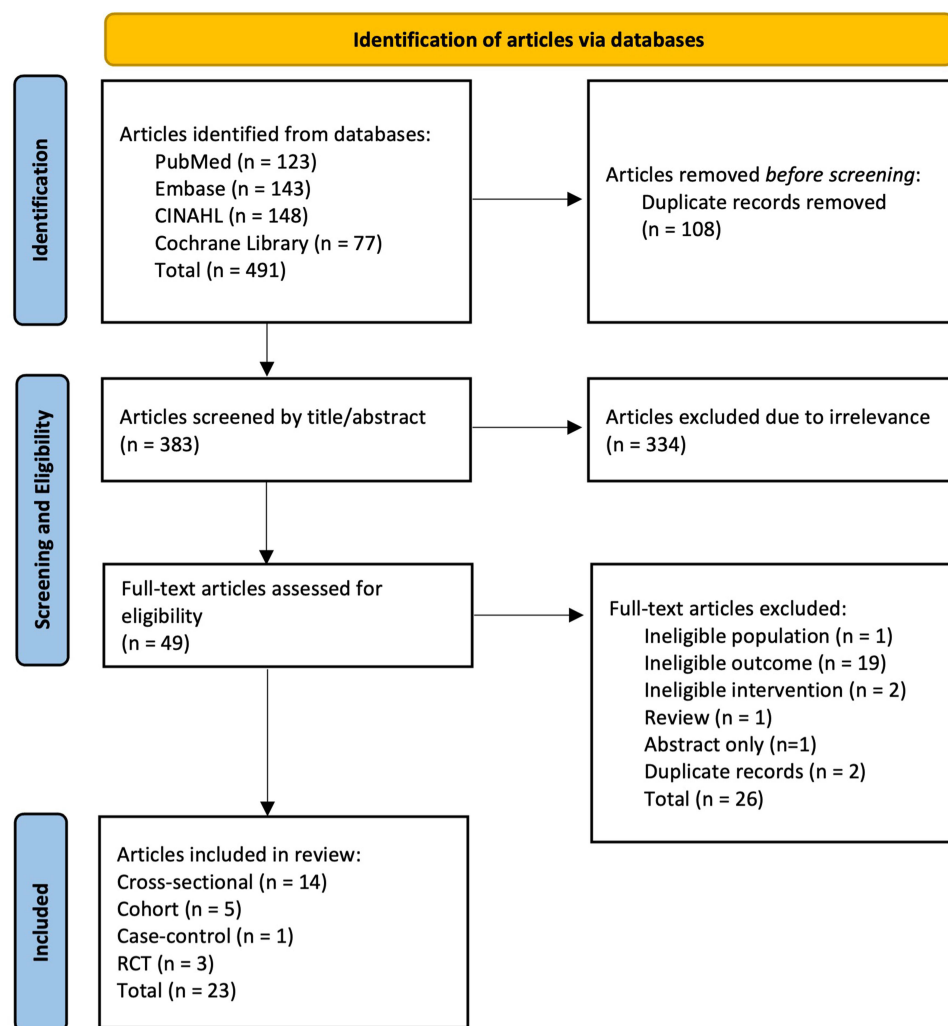 Identification of articles via databases
Identification
Articles identified from databases:
PubMed (n = 123)
Embase (n = 143)
CINAHL (n = 148)
Cochrane Library (n = 77)
Total (n = 491)
Articles removed before screening:
Duplicate records removed
(n = 108)
Screening and Eligibility
Articles screened by title/abstract
(n = 383)
Articles excluded due to irrelevance
(n = 334)
Full-text articles assessed for
eligibility
(n = 49)
Full-text articles excluded:
Ineligible population (n = 1)
Ineligible outcome (n = 19)
Ineligible intervention (n = 2)
Review (n = 1)
Abstract only (n=1)
Duplicate records (n = 2)
Total (n = 26)
Included
Articles included in review:
Cross-sectional (n = 14)
Cohort (n = 5)
Case-control (n = 1)
RCT (n = 3)
Total (n = 23)